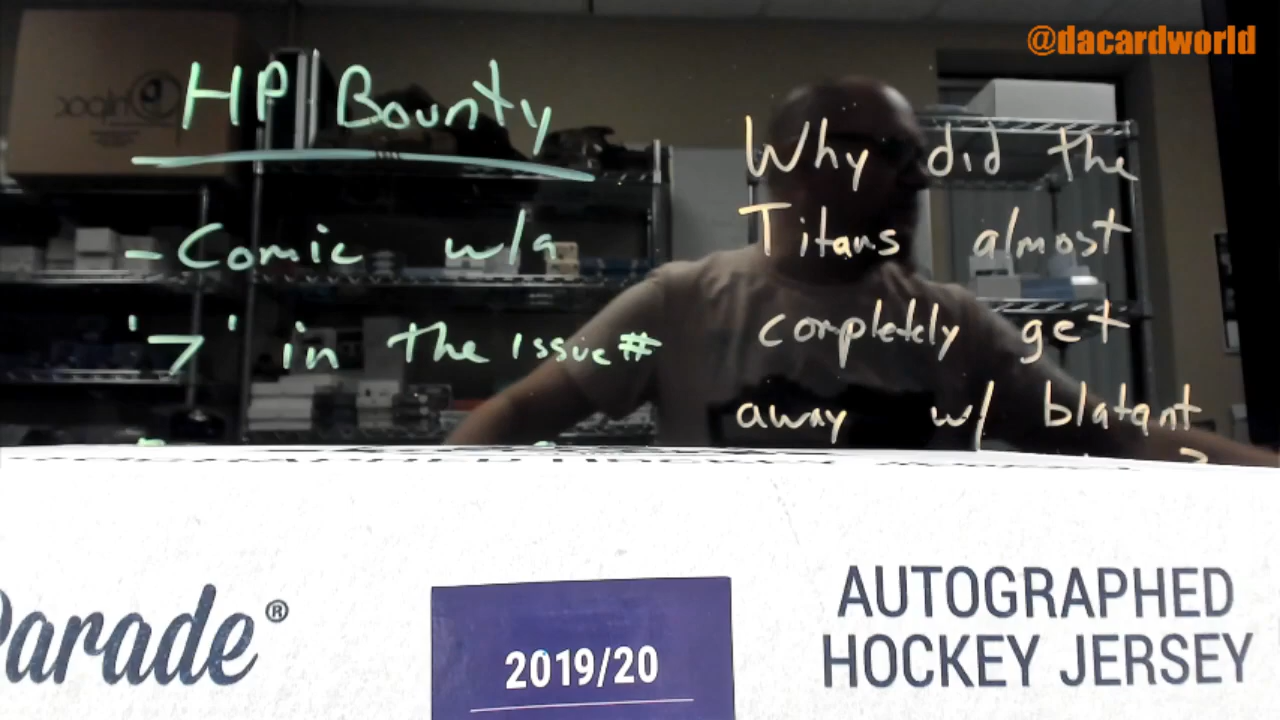 @dacardworld
HP Bounty
- Comic w/a
'7' in the issue #
Why did the
Titans almost
completely get
away w/ blatant
?
Parade®
2019/20
AUTOGRAPHED
HOCKEY JERSEY